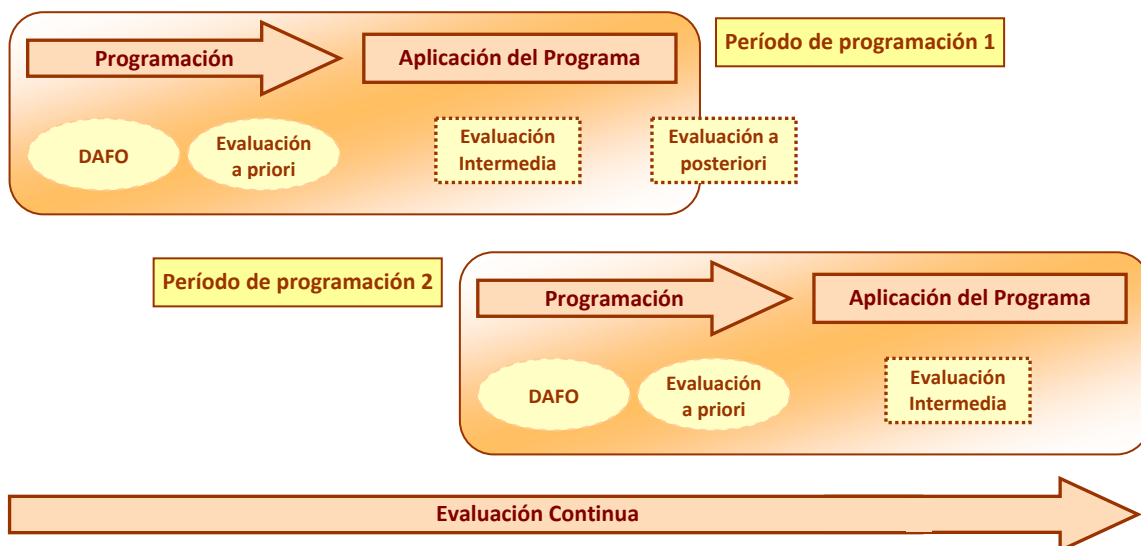 Programación
Aplicación del Programa
Período de programación 1
DAFO
Evaluación
a priori
Evaluación
Intermedia
Evaluación a
posteriori
Período de programación 2
Programación
Aplicación del Programa
DAFO
Evaluación
a priori
Evaluación
Intermedia
Evaluación Continua